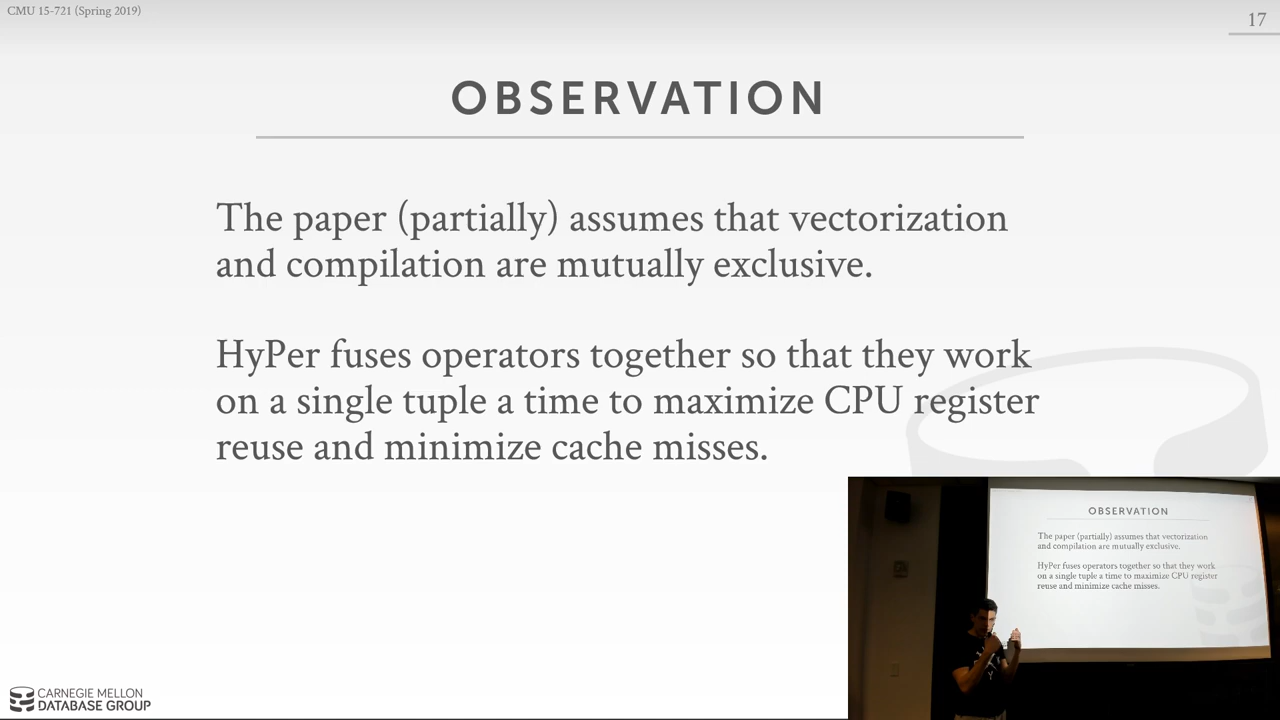 CMU 15-721 (Spring 2019)
17
OBSERVATION
The paper (partially) assumes that vectorization
and compilation are mutually exclusive.
HyPer fuses operators together so that they work
on a single tuple a time to maximize CPU register
reuse and minimize cache misses.
OBSERVATION
The paper (partially) assumes that vectorization
and compilation are mutually exclusive.
HyPer fuses operators together so that they work
on a single tuple a time to maximize CPU register
reuse and minimize cache misses.
CARNEGIE MELLON
DATABASE GROUP